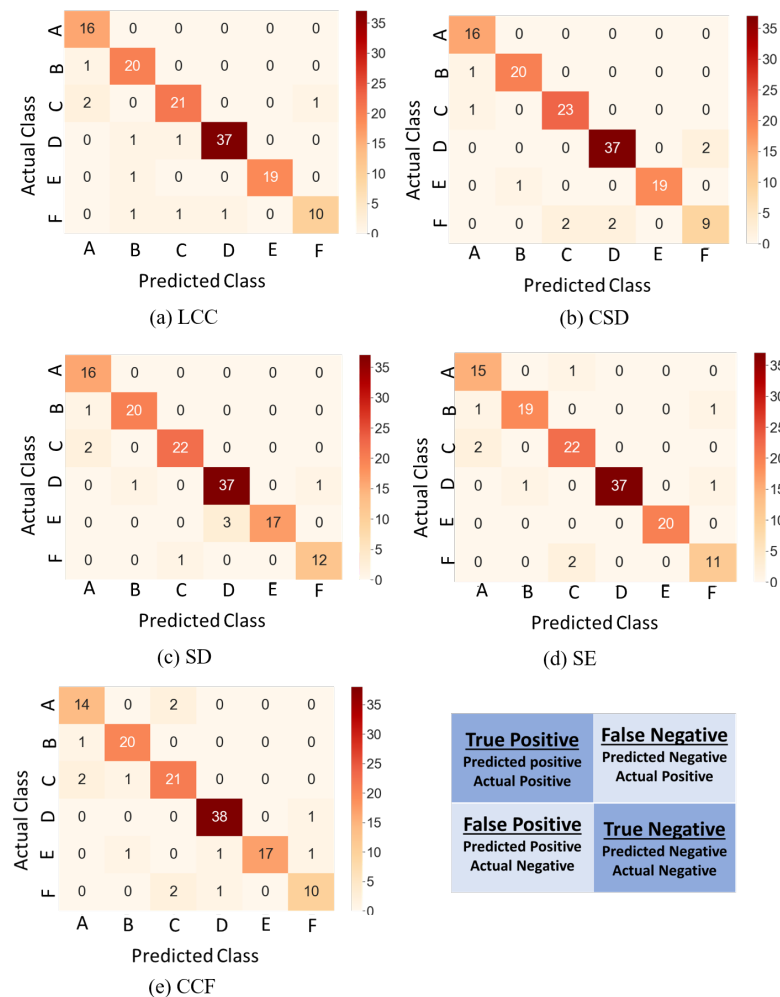 A 16 0 0 0 0 0
B 1 20 0 0 0 0
C 2 0 21 0 0 1
D 0 1 1 37 0 0
E 0 1 0 0 19 0
F 0 1 1 1 0 10
A B C D E F
Actual Class
Predicted Class
35
30
25
20
15
10
5
0
(a) LCC
A 16 0 0 0 0 0
B 1 20 0 0 0 0
C 1 0 23 0 0 0
D 0 0 0 37 0 2
E 0 1 0 0 19 0
F 0 0 2 2 0 9
A B C D E F
Actual Class
Predicted Class
35
30
25
20
15
10
5
0
(b) CSD
A 16 0 0 0 0 0
B 1 20 0 0 0 0
C 2 0 22 0 0 0
D 0 1 0 37 0 1
E 0 0 0 3 17 0
F 0 0 1 0 0 12
A B C D E F
Actual Class
Predicted Class
35
30
25
20
15
10
5
0
(c) SD
A 15 0 1 0 0 0
B 1 19 0 0 0 1
C 2 0 22 0 0 0
D 0 1 0 37 0 1
E 0 0 0 0 20 0
F 0 0 2 0 0 11
A B C D E F
Actual Class
Predicted Class
35
30
25
20
15
10
5
0
(d) SE
A 14 0 2 0 0 0
B 1 20 0 0 0 0
C 2 1 21 0 0 0
D 0 0 0 38 0 1
E 0 1 0 1 17 1
F 0 0 2 1 0 10
A B C D E F
Actual Class
Predicted Class
35
30
25
20
15
10
5
0
(e) CCF
True Positive
Predicted positive
Actual Positive
False Negative
Predicted Negative
Actual Positive
False Positive
Predicted Positive
Actual Negative
True Negative
Predicted Negative
Actual Negative